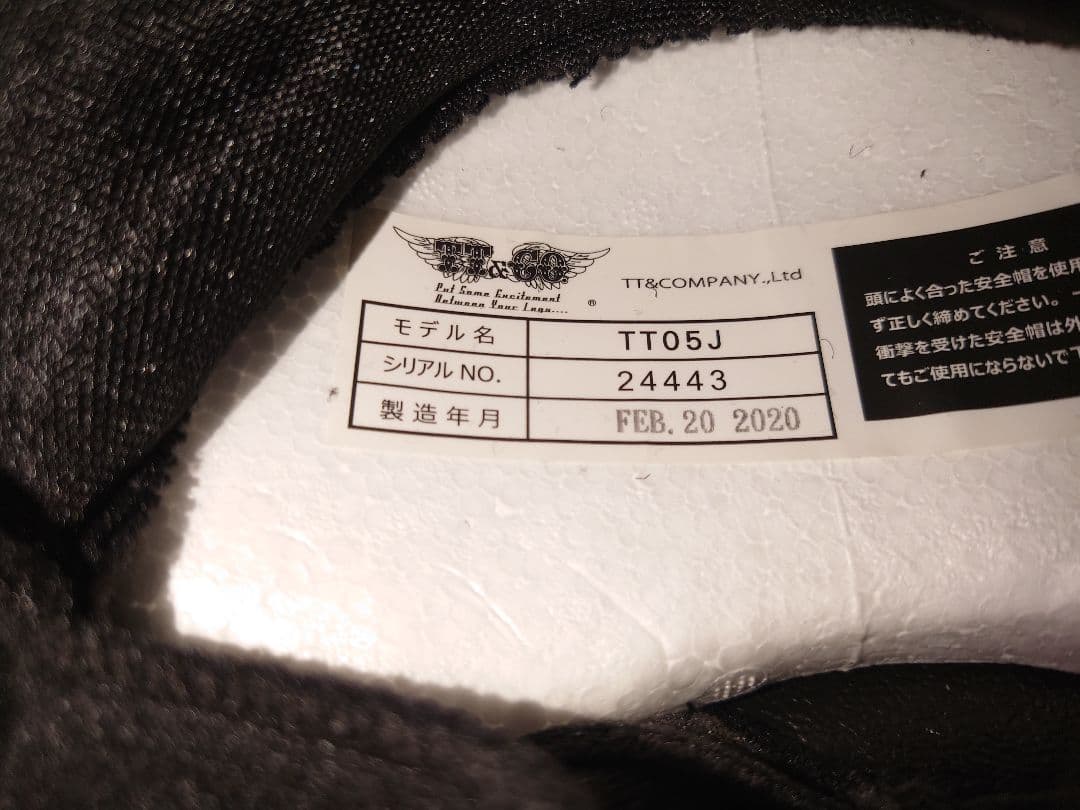 TT&CO.
Put Some Excitement
Between Your Legs.... ®
TT&COMPANY.,Ltd
モデル名 TT05J
シリアル NO. 24443
製造年月 FEB. 20 2020
ご注意
頭によく合った安全帽を使用
ず正しく締めてください。
衝撃を受けた安全帽は外
てもご使用にならないで下